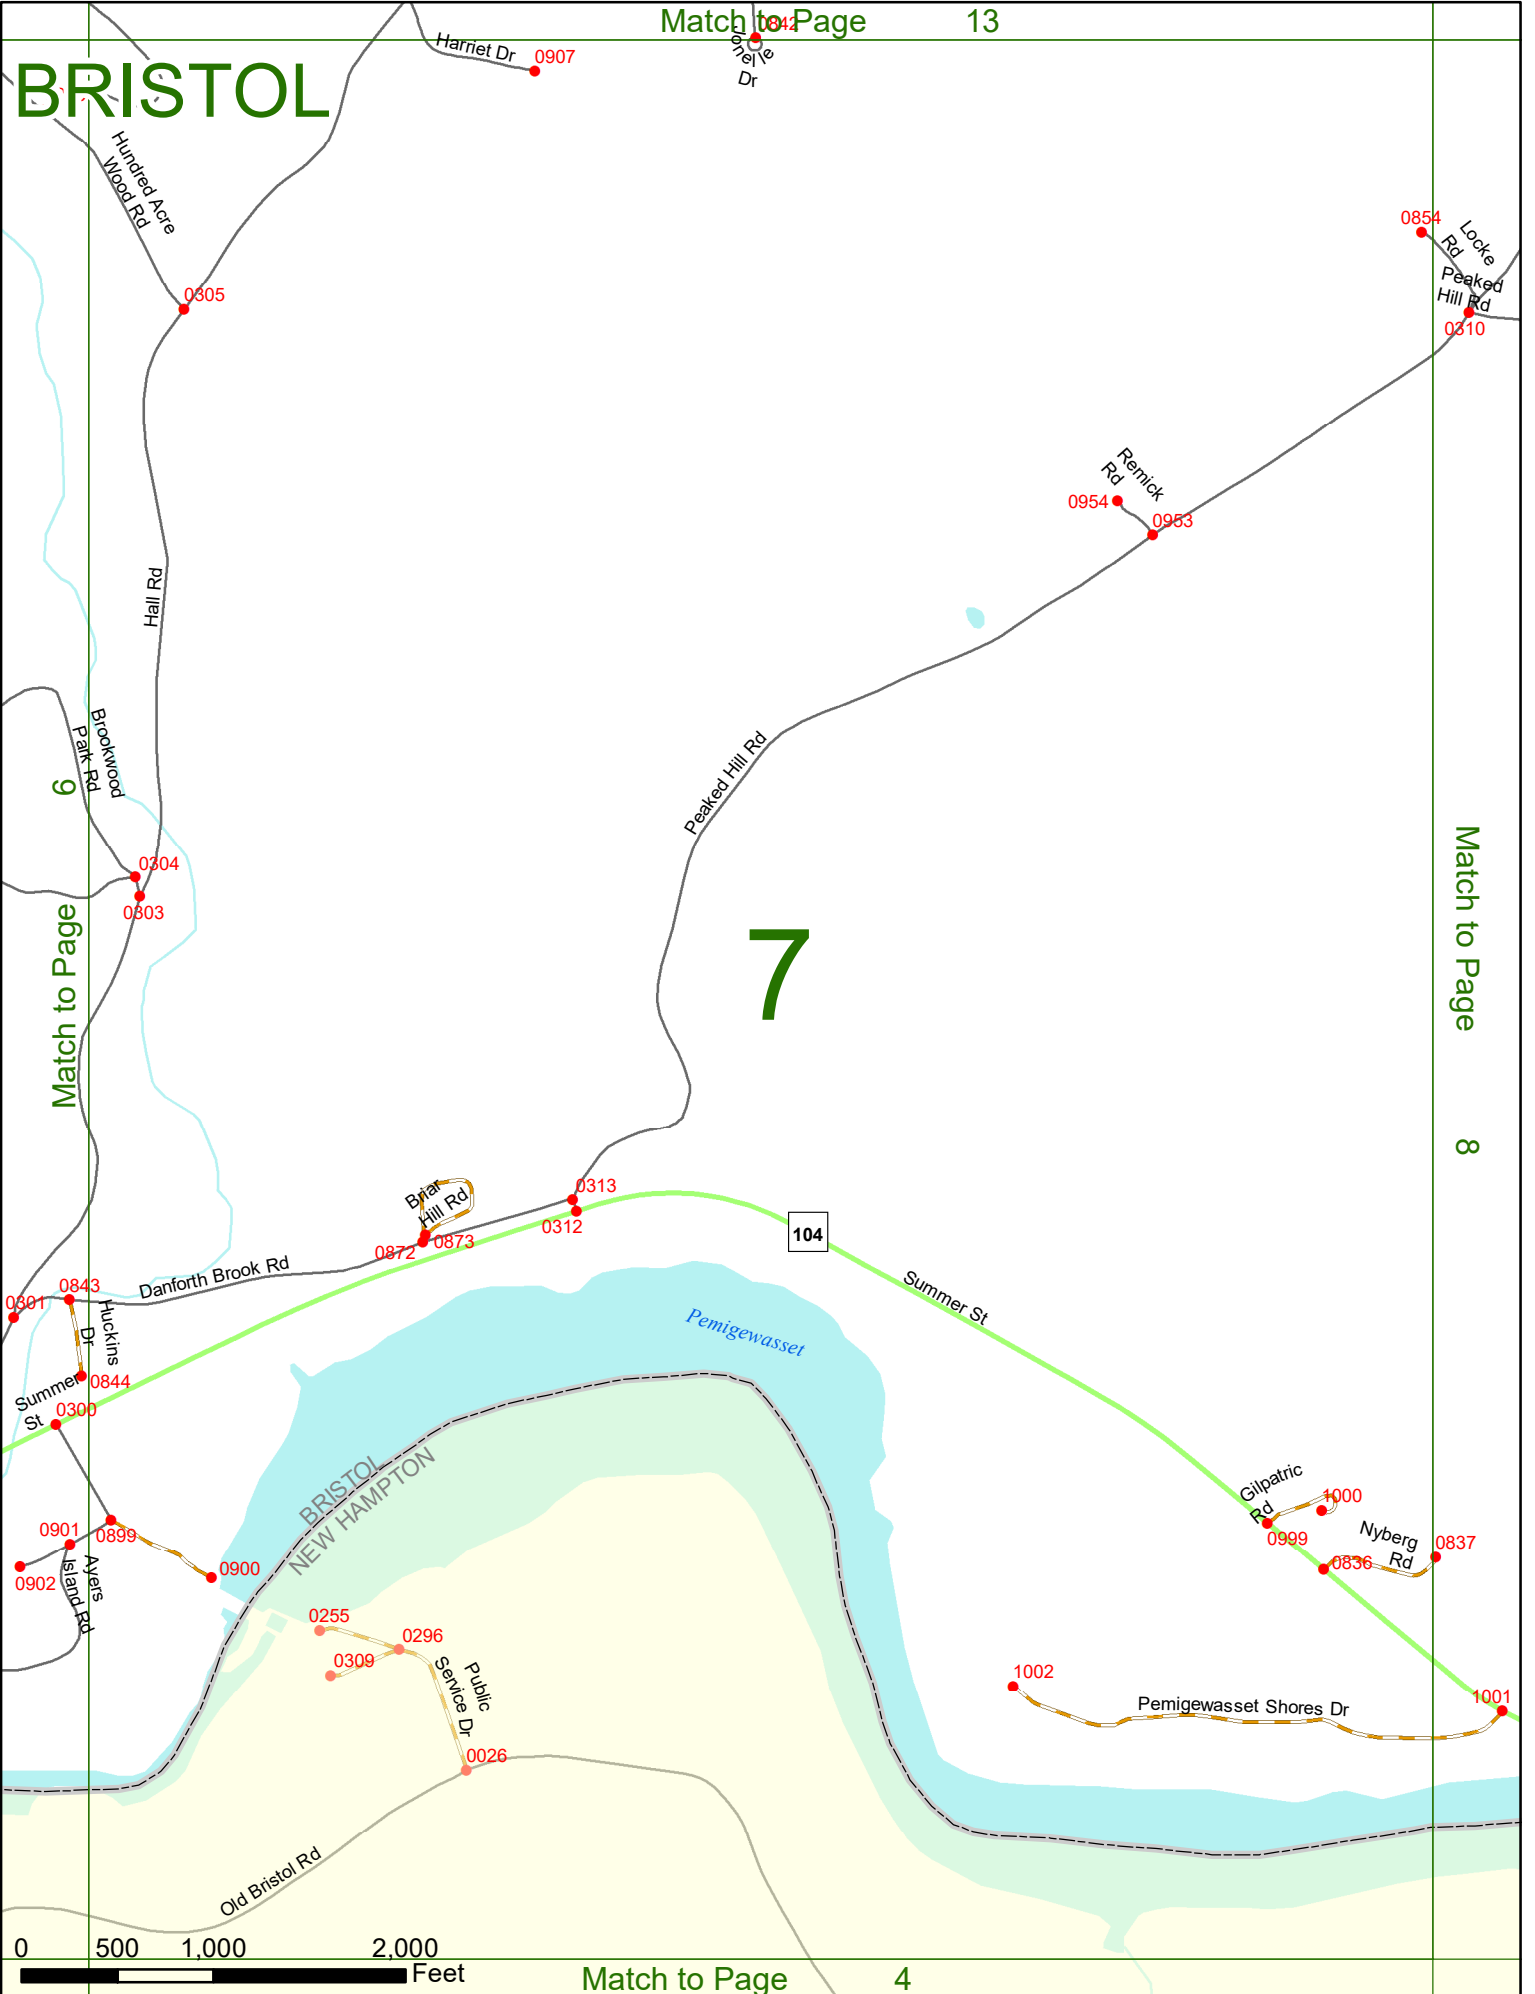 Match to Page 13
0842
Harriet Dr
0907
Dr
BRISTOL
Hundred Acre
Wood Rd
0305
0854
Locke
Rd
Peaked
Hill Rd
0310
Remick
Rd
0954
0953
Hall Rd
Brookwood
Park Rd
6
Match to Page
Peaked Hill Rd
0304
0303
7
Match to Page
8
Briar
Hill Rd
0313
0312
0872
0873
104
Danforth Brook Rd
0843
0301
Huckins
Dr
0844
Summer
St
0300
Summer St
Pemigewasset
BRISTOL
NEW HAMPTON
Gilpatric
Rd
1000
0999
Nyberg
Rd
0837
0836
0901
0899
0902
Ayers
Island Rd
0900
0255
0296
0309
Public
Service Dr
0026
1002
Pemigewasset Shores Dr
1001
Old Bristol Rd
0 500 1,000 2,000
Feet
Match to Page 4